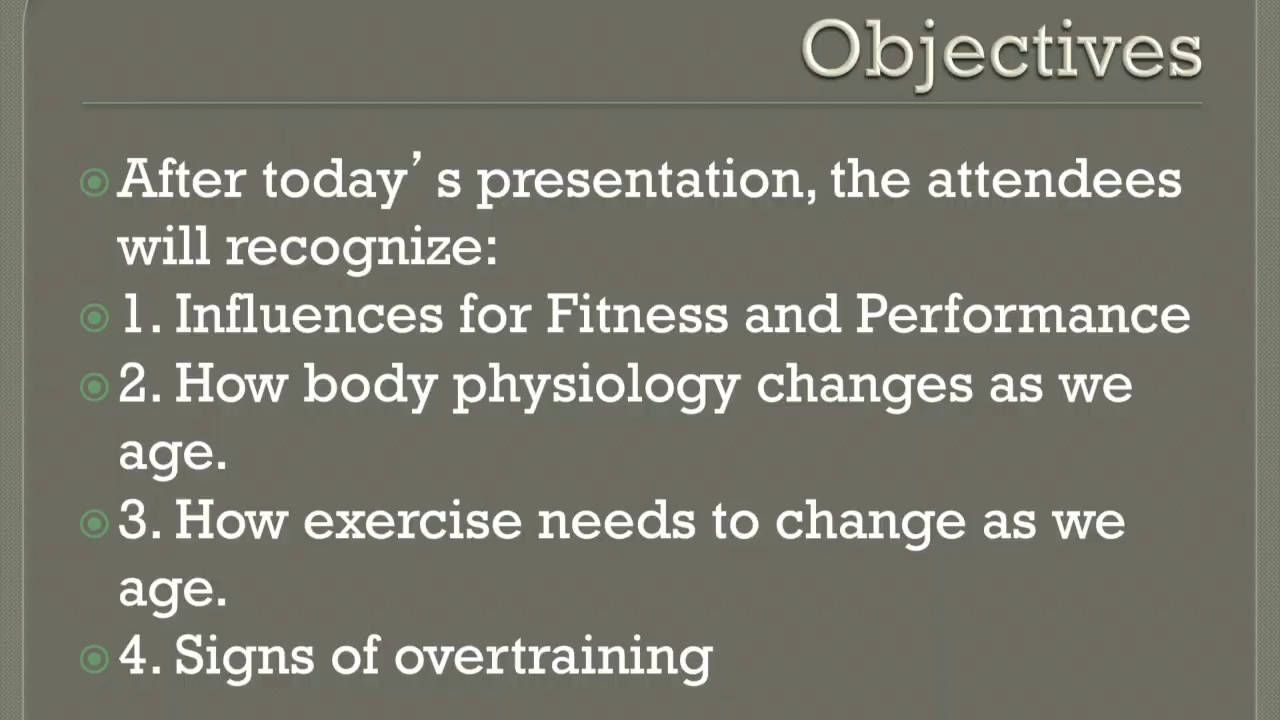 Objectives
After today’s presentation, the attendees
will recognize:
1. Influences for Fitness and Performance
2. How body physiology changes as we
age.
3. How exercise needs to change as we
age.
4. Signs of overtraining